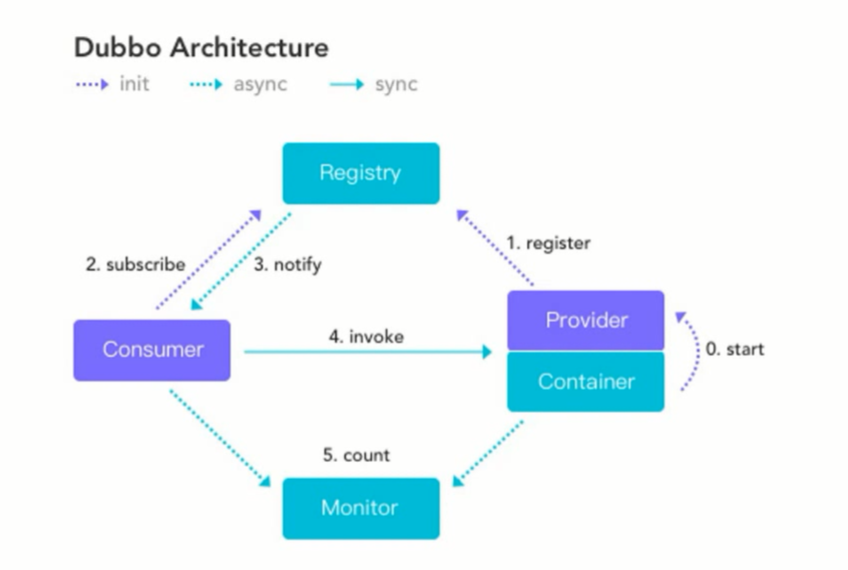 Dubbo Architecture
init async sync
Registry
1. register
2. subscribe 3. notify
Provider
4. invoke
Consumer
0. start
Container
5. count
Monitor